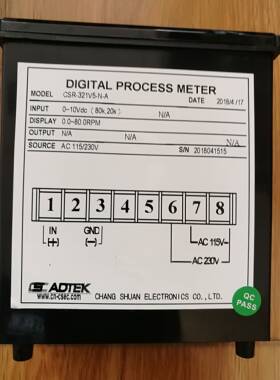 DIGITAL PROCESS METER
MODEL CSR-321V5-N-A DATE 2018/4/17
INPUT 0~10Vdc (80k,20k) N/A
DISPLAY 0.0~80.0RPM
OUTPUT N/A N/A N/A
SOURCE AC 115/230V S/N 2018041515
1 2 3 4 5 6 7 8
IN GND
(+) (-)
AC 115V
AC 230V
CS ADTEK
www.cn-csec.com
CHANG SHUAN ELECTRONICS CO.,LTD.
QC
PASS